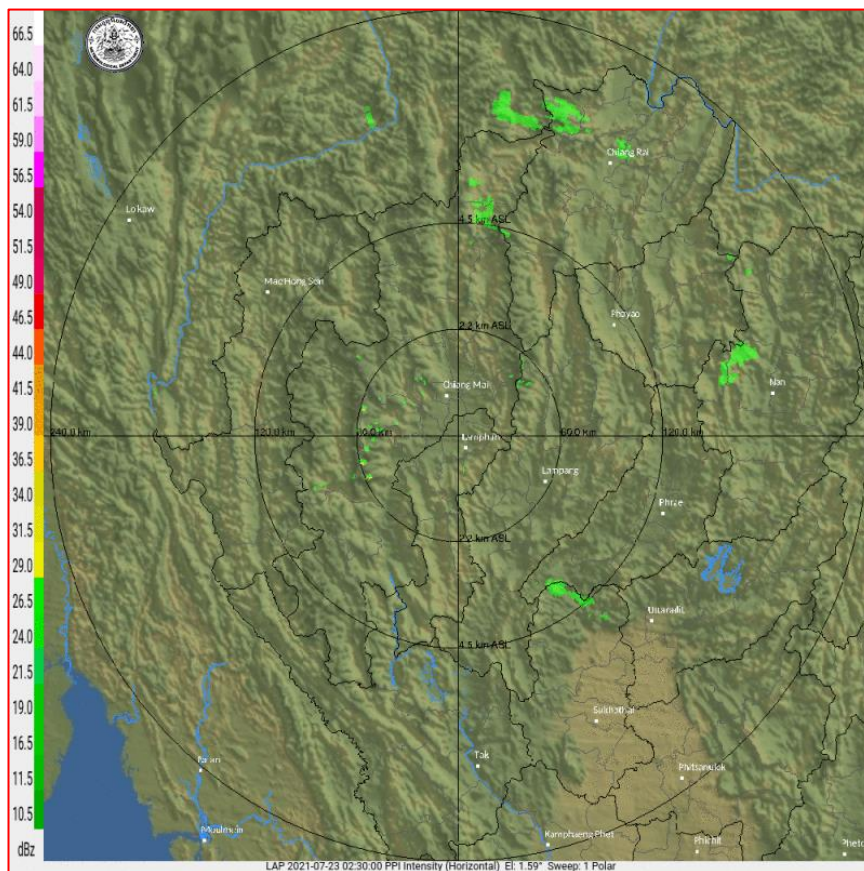 66.5
64.0
61.5
59.0
56.5
54.0
51.5
49.0
46.5
44.0
41.5
39.0
36.5
34.0
31.5
29.0
26.5
24.0
21.5
19.0
16.5
11.5
10.5
dBz
Chiang Rai
Loikaw
4.5 km ASL
Mae Hong Son
Phayao
2.2 km ASL
Chiang Mai
Nan
240.0 km
120.0 km
60.0 km
60.0 km
120.0 km
Lamphun
Lampang
Phrae
2.2 km ASL
Uttaradit
4.5 km ASL
Sukhothai
Tak
Phitsanulok
Moulmein
Kamphaeng Phet
Phichit
LAP 2021-07-23 02:30:00 PPI Intensity (Horizontal) El: 1.59° Sweep: 1 Polar